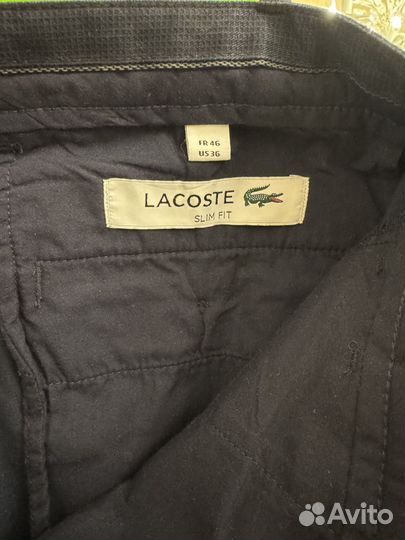 FR 46
US 36
LACOSTE
SLIM FIT
Avito